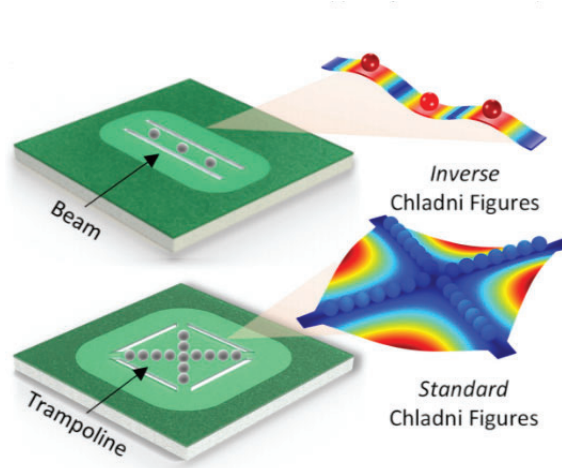 Inverse
Chladni Figures
Beam
Standard
Chladni Figures
Trampoline